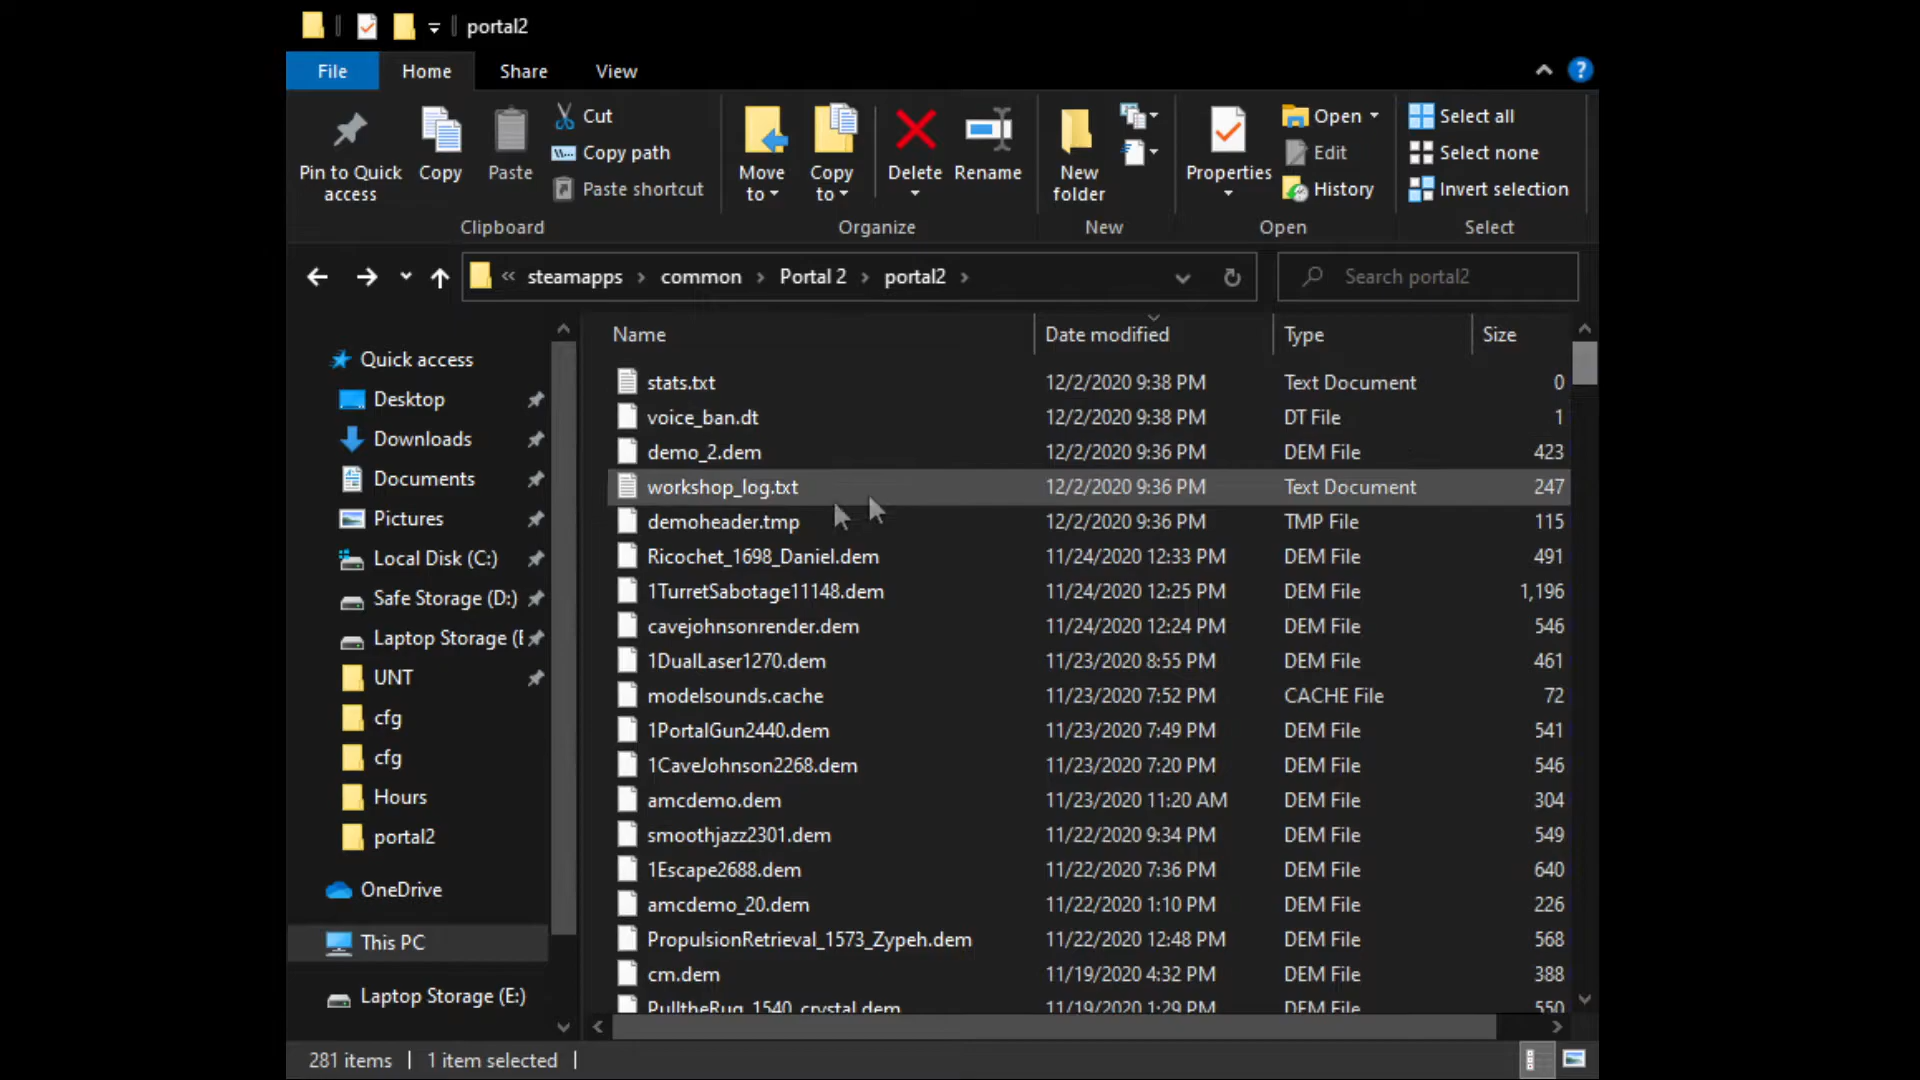 portal2
File Home Share View
Pin to Quick access
Copy
Paste
Cut
Copy path
Paste shortcut
Clipboard
Move to
Copy to
Delete
Rename
Organize
New folder
New
Properties
Open
Edit
History
Open
Select all
Select none
Invert selection
Select
« steamapps › common › Portal 2 › portal2 ›
Search portal2
Quick access
Desktop
Downloads
Documents
Pictures
Local Disk (C:)
Safe Storage (D:)
Laptop Storage (E
UNT
cfg
cfg
Hours
portal2
OneDrive
This PC
Laptop Storage (E:)
Name Date modified Type Size
stats.txt 12/2/2020 9:38 PM Text Document 0
voice_ban.dt 12/2/2020 9:38 PM DT File 1
demo_2.dem 12/2/2020 9:36 PM DEM File 423
workshop_log.txt 12/2/2020 9:36 PM Text Document 247
demoheader.tmp 12/2/2020 9:36 PM TMP File 115
Ricochet_1698_Daniel.dem 11/24/2020 12:33 PM DEM File 491
1TurretSabotage11148.dem 11/24/2020 12:25 PM DEM File 1,196
cavejohnsonrender.dem 11/24/2020 12:24 PM DEM File 546
1DualLaser1270.dem 11/23/2020 8:55 PM DEM File 461
modelsounds.cache 11/23/2020 7:52 PM CACHE File 72
1PortalGun2440.dem 11/23/2020 7:49 PM DEM File 541
1CaveJohnson2268.dem 11/23/2020 7:20 PM DEM File 546
amcdemo.dem 11/23/2020 11:20 AM DEM File 304
smoothjazz2301.dem 11/22/2020 9:34 PM DEM File 549
1Escape2688.dem 11/22/2020 7:36 PM DEM File 640
amcdemo_20.dem 11/22/2020 1:10 PM DEM File 226
PropulsionRetrieval_1573_Zypeh.dem 11/22/2020 12:48 PM DEM File 568
cm.dem 11/19/2020 4:32 PM DEM File 388
PulltheRug_1540_crystal.dem 11/19/2020 1:29 PM DEM File 550
281 items 1 item selected